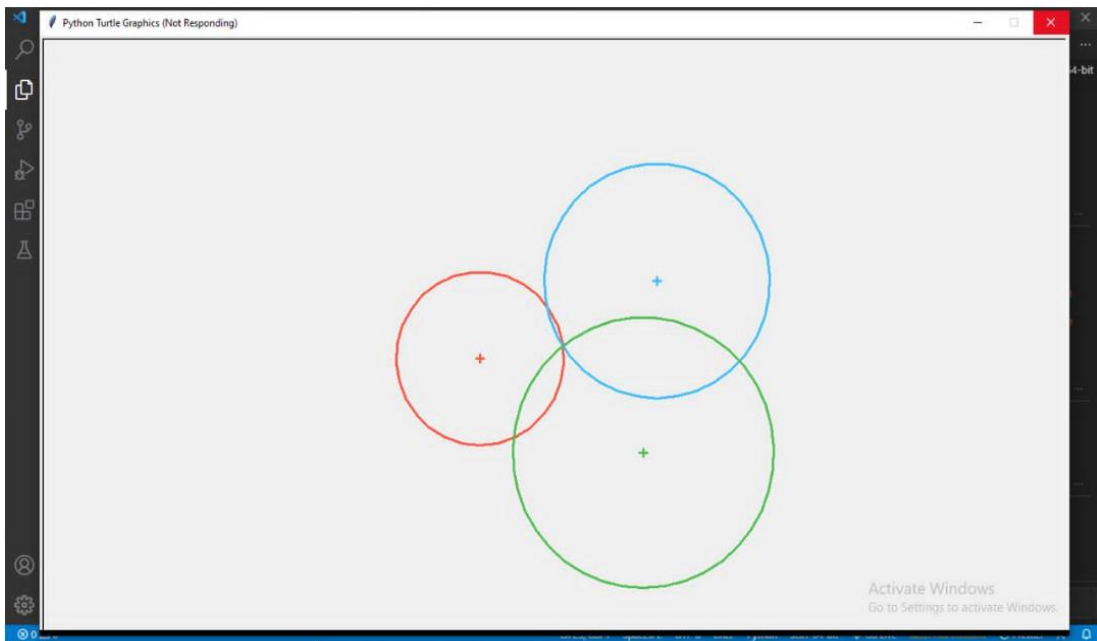 Python Turtle Graphics (Not Responding)
4-bit
Activate Windows
Go to Settings to activate Windows.